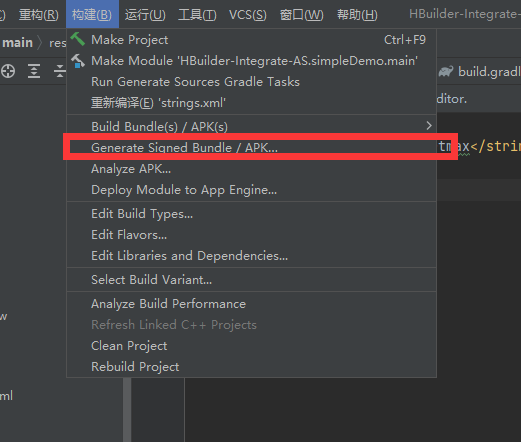 重构(R) 构建(B) 运行(U) 工具(T) VCS(S) 窗口(W) 帮助(H) HBuilder-Integrate-
main › res
Make Project Ctrl+F9
Make Module 'HBuilder-Integrate-AS.simpleDemo.main'
Run Generate Sources Gradle Tasks
build.gradl
重新编译(E) 'strings.xml'
ditor.
Build Bundle(s) / APK(s)
Generate Signed Bundle / APK...
tmax</strin
Analyze APK...
Deploy Module to App Engine...
Edit Build Types...
Edit Flavors...
Edit Libraries and Dependencies...
Select Build Variant...
Analyze Build Performance
w
Refresh Linked C++ Projects
Clean Project
Rebuild Project
ml